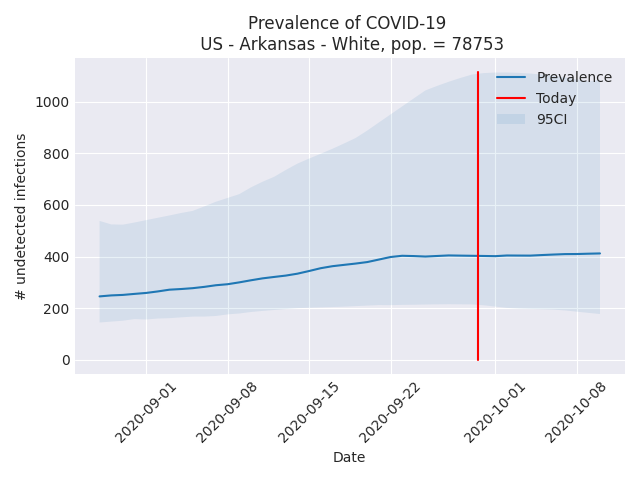 Prevalence of COVID-19
US - Arkansas - White, pop. = 78753
# undetected infections
1000
800
600
400
200
0
Prevalence
Today
95CI
2020-09-01
2020-09-08
2020-09-15
2020-09-22
2020-10-01
2020-10-08
Date